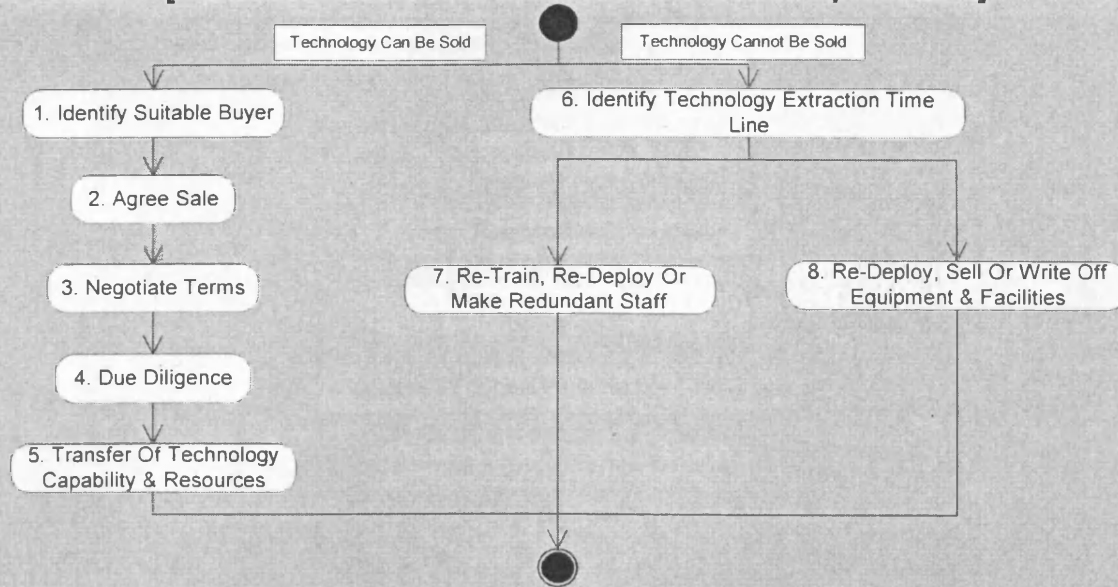 Technology Can Be Sold
Technology Cannot Be Sold
1. Identify Suitable Buyer
6. Identify Technology Extraction Time
Line
2. Agree Sale
3. Negotiate Terms
7. Re-Train, Re-Deploy Or
Make Redundant Staff
8. Re-Deploy, Sell Or Write Off
Equipment & Facilities
4. Due Diligence
5. Transfer Of Technology
Capability & Resources